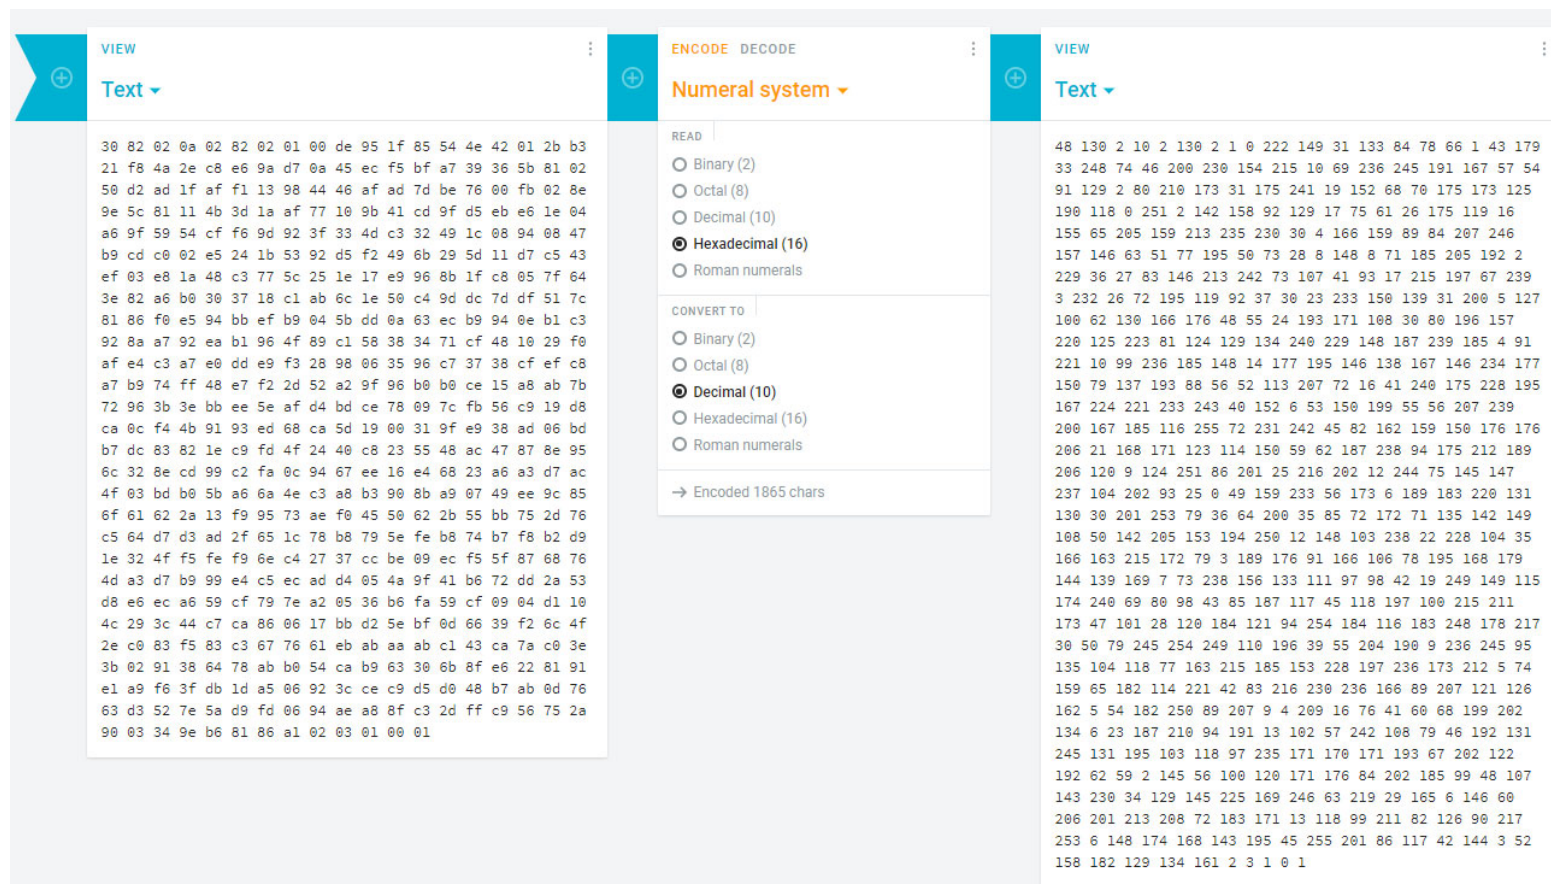 VIEW
Text
30 82 02 0a 02 82 02 01 00 de 95 1f 85 54 4e 42 01 2b b3
21 f8 4a 2e c8 e6 9a d7 0a 45 ec f5 bf a7 39 36 5b 81 02
50 d2 ad 1f af f1 13 98 44 46 af ad 7d be 76 00 fb 02 8e
9e 5c 81 11 4b 3d 1a af 77 10 9b 41 cd 9f d5 eb e6 1e 04
a6 9f 59 54 cf f6 9d 92 3f 33 4d c3 32 49 1c 08 94 08 47
b9 cd c0 02 e5 24 1b 53 92 d5 f2 49 6b 29 5d 11 d7 c5 43
ef 03 e8 1a 48 c3 77 5c 25 1e 17 e9 96 8b 1f c8 05 7f 64
3e 82 a6 b0 30 37 18 c1 ab 6c 1e 50 c4 9d dc 7d df 51 7c
81 86 f0 e5 94 bb ef b9 04 5b dd 0a 63 ec b9 94 0e b1 c3
92 8a a7 92 ea b1 96 4f 89 c1 58 38 34 71 cf 48 10 29 f0
af e4 c3 a7 e0 dd e9 f3 28 98 06 35 96 c7 37 38 cf ef c8
a7 b9 74 ff 48 e7 f2 2d 52 a2 9f 96 b0 b0 ce 15 a8 ab 7b
72 96 3b 3e bb ee 5e af d4 bd ce 78 09 7c fb 56 c9 19 d8
ca 0c f4 4b 91 93 ed 68 ca 5d 19 00 31 9f e9 38 ad 06 bd
b7 dc 83 82 1e c9 fd 4f 24 40 c8 23 55 48 ac 47 87 8e 95
6c 32 8e cd 99 c2 fa 0c 94 67 ee 16 e4 68 23 a6 a3 d7 ac
4f 03 bd b0 5b a6 6a 4e c3 a8 b3 90 8b a9 07 49 ee 9c 85
6f 61 62 2a 13 f9 95 73 ae f0 45 50 62 2b 55 bb 75 2d 76
c5 64 d7 d3 ad 2f 65 1c 78 b8 79 5e fe b8 74 b7 f8 b2 d9
1e 32 4f f5 fe f9 6e c4 27 37 cc be 09 ec f5 5f 87 68 76
4d a3 d7 b9 99 e4 c5 ec ad d4 05 4a 9f 41 b6 72 dd 2a 53
d8 e6 ec a6 59 cf 79 7e a2 05 36 b6 fa 59 cf 09 04 d1 10
4c 29 3c 44 c7 ca 86 06 17 bb d2 5e bf 0d 66 39 f2 6c 4f
2e c0 83 f5 83 c3 67 76 61 eb ab aa ab c1 43 ca 7a c0 3e
3b 02 91 38 64 78 ab b0 54 ca b9 63 30 6b 8f e6 22 81 91
e1 a9 f6 3f db 1d a5 06 92 3c ce c9 d5 d0 48 b7 ab 0d 76
63 d3 52 7e 5a d9 fd 06 94 ae a8 8f c3 2d ff c9 56 75 2a
90 03 34 9e b6 81 86 a1 02 03 01 00 01
ENCODE DECODE
Numeral system
READ
Binary (2)
Octal (8)
Decimal (10)
Hexadecimal (16)
Roman numerals
CONVERT TO
Binary (2)
Octal (8)
Decimal (10)
Hexadecimal (16)
Roman numerals
→ Encoded 1865 chars
VIEW
Text
48 130 2 10 2 130 2 1 0 222 149 31 133 84 78 66 1 43 179
33 248 74 46 200 230 154 215 10 69 236 245 191 167 57 54
91 129 2 80 210 173 31 175 241 19 152 68 70 175 173 125
190 118 0 251 2 142 158 92 129 17 75 61 26 175 119 16
155 65 205 159 213 235 230 30 4 166 159 89 84 207 246
157 146 63 51 77 195 50 73 28 8 148 8 71 185 205 192 2
229 36 27 83 146 213 242 73 107 41 93 17 215 197 67 239
3 232 26 72 195 119 92 37 30 23 233 150 139 31 200 5 127
100 62 130 166 176 48 55 24 193 171 108 30 80 196 157
220 125 223 81 124 129 134 240 229 148 187 239 185 4 91
221 10 99 236 185 148 14 177 195 146 138 167 146 234 177
150 79 137 193 88 56 52 113 207 72 16 41 240 175 228 195
167 224 221 233 243 40 152 6 53 150 199 55 56 207 239
200 167 185 116 255 72 231 242 45 82 162 159 150 176 176
206 21 168 171 123 114 150 59 62 187 238 94 175 212 189
206 120 9 124 251 86 201 25 216 202 12 244 75 145 147
237 104 202 93 25 0 49 159 233 56 173 6 189 183 220 131
130 30 201 253 79 36 64 200 35 85 72 172 71 135 142 149
108 50 142 205 153 194 250 12 148 103 238 22 228 104 35
166 163 215 172 79 3 189 176 91 166 106 78 195 168 179
144 139 169 7 73 238 156 133 111 97 98 42 19 249 149 115
174 240 69 80 98 43 85 187 117 45 118 197 100 215 211
173 47 101 28 120 184 121 94 254 184 116 183 248 178 217
30 50 79 245 254 249 110 196 39 55 204 190 9 236 245 95
135 104 118 77 163 215 185 153 228 197 236 173 212 5 74
159 65 182 114 221 42 83 216 230 236 166 89 207 121 126
162 5 54 182 250 89 207 9 4 209 16 76 41 60 68 199 202
134 6 23 187 210 94 191 13 102 57 242 108 79 46 192 131
245 131 195 103 118 97 235 171 170 171 193 67 202 122
192 62 59 2 145 56 100 120 171 176 84 202 185 99 48 107
143 230 34 129 145 225 169 246 63 219 29 165 6 146 60
206 201 213 208 72 183 171 13 118 99 211 82 126 90 217
253 6 148 174 168 143 195 45 255 201 86 117 42 144 3 52
158 182 129 134 161 2 3 1 0 1